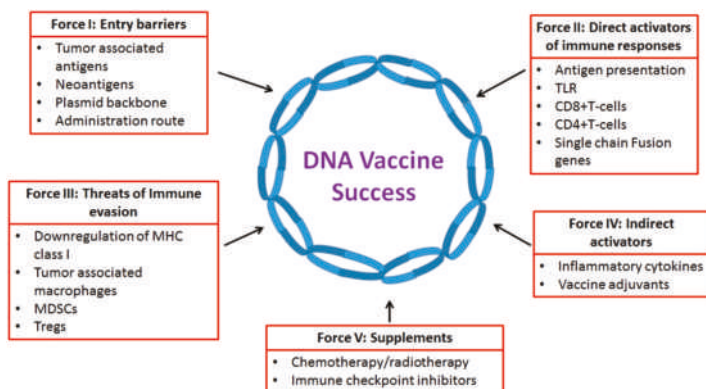 Force I: Entry barriers
• Tumor associated
antigens
• Neoantigens
• Plasmid backbone
• Administration route
Force II: Direct activators
of immune responses
• Antigen presentation
• TLR
• CD8+T-cells
• CD4+T-cells
• Single chain Fusion
genes
DNA Vaccine
Success
Force III: Threats of Immune
evasion
• Downregulation of MHC
class I
• Tumor associated
macrophages
• MDSCs
• Tregs
Force IV: Indirect
activators
• Inflammatory cytokines
• Vaccine adjuvants
Force V: Supplements
• Chemotherapy/radiotherapy
• Immune checkpoint inhibitors